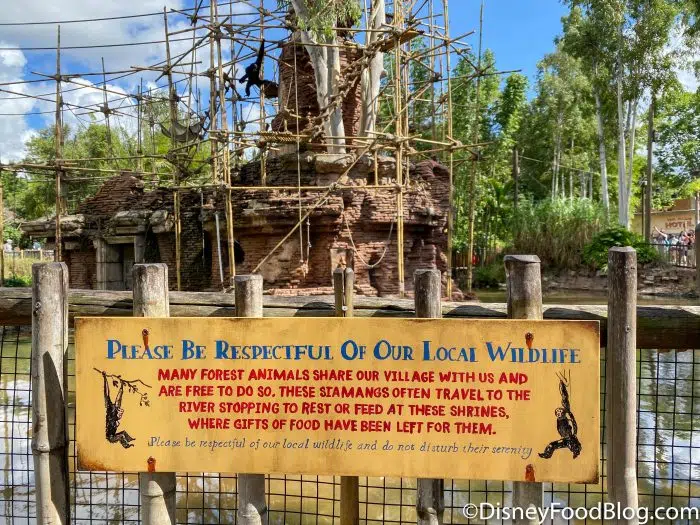 Please Be Respectful Of Our Local Wildlife
MANY FOREST ANIMALS SHARE OUR VILLAGE WITH US AND
ARE FREE TO DO SO. THESE SIAMANGS OFTEN TRAVEL TO THE
RIVER STOPPING TO REST OR FEED AT THESE SHRINES,
WHERE GIFTS OF FOOD HAVE BEEN LEFT FOR THEM.
Please be respectful of our local wildlife and do not disturb their serenity
©DisneyFoodBlog.com